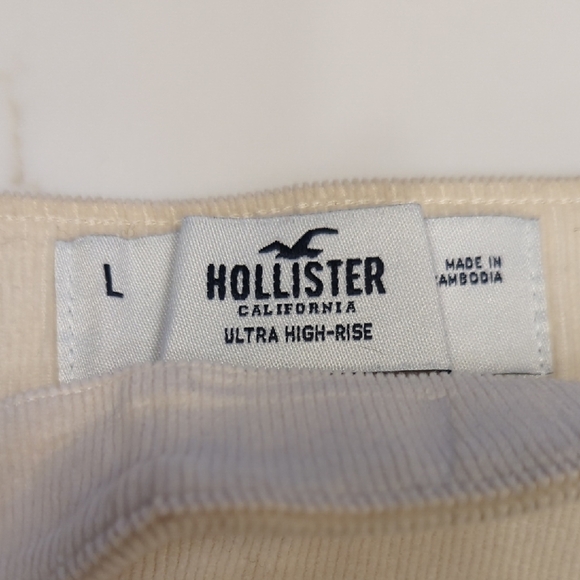 L
HOLLISTER
CALIFORNIA
ULTRA HIGH-RISE
MADE IN
AMBODIA